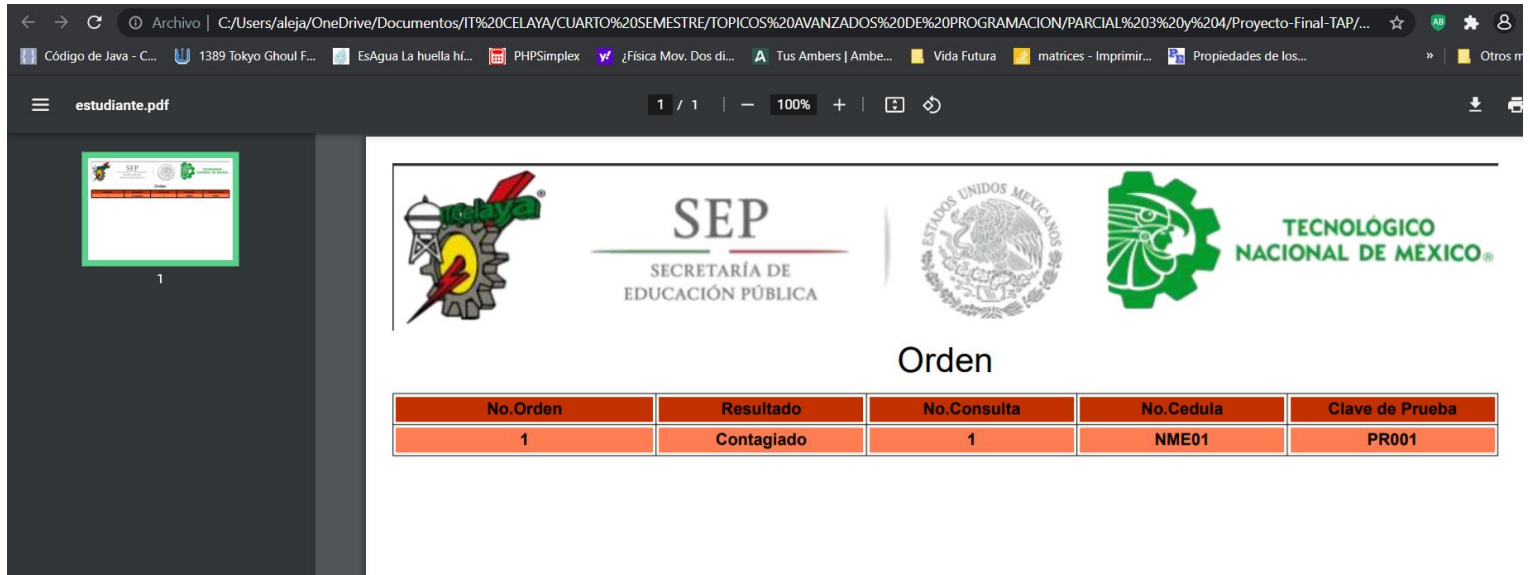 Archivo | C:/Users/aleja/OneDrive/Documentos/IT%20CELAYA/CUARTO%20SEMESTRE/TOPICOS%20AVANZADOS%20DE%20PROGRAMACION/PARCIAL%203%20y%204/Proyecto-Final-TAP/... AB
Código de Java - C... 1389 Tokyo Ghoul F... EsAgua La huella hí... PHPSimplex y! ¿Física Mov. Dos di... A Tus Ambers | Ambe... Vida Futura matrices - Imprimir... Propiedades de los... » Otros m
estudiante.pdf 1 / 1 | — 100% + |
1
ITCelaya®
SEP
SECRETARÍA DE
EDUCACIÓN PÚBLICA
ESTADOS UNIDOS MEXICANOS
TECNOLÓGICO
NACIONAL DE MÉXICO®
Orden
No.Orden Resultado No.Consulta No.Cedula Clave de Prueba
1 Contagiado 1 NME01 PR001